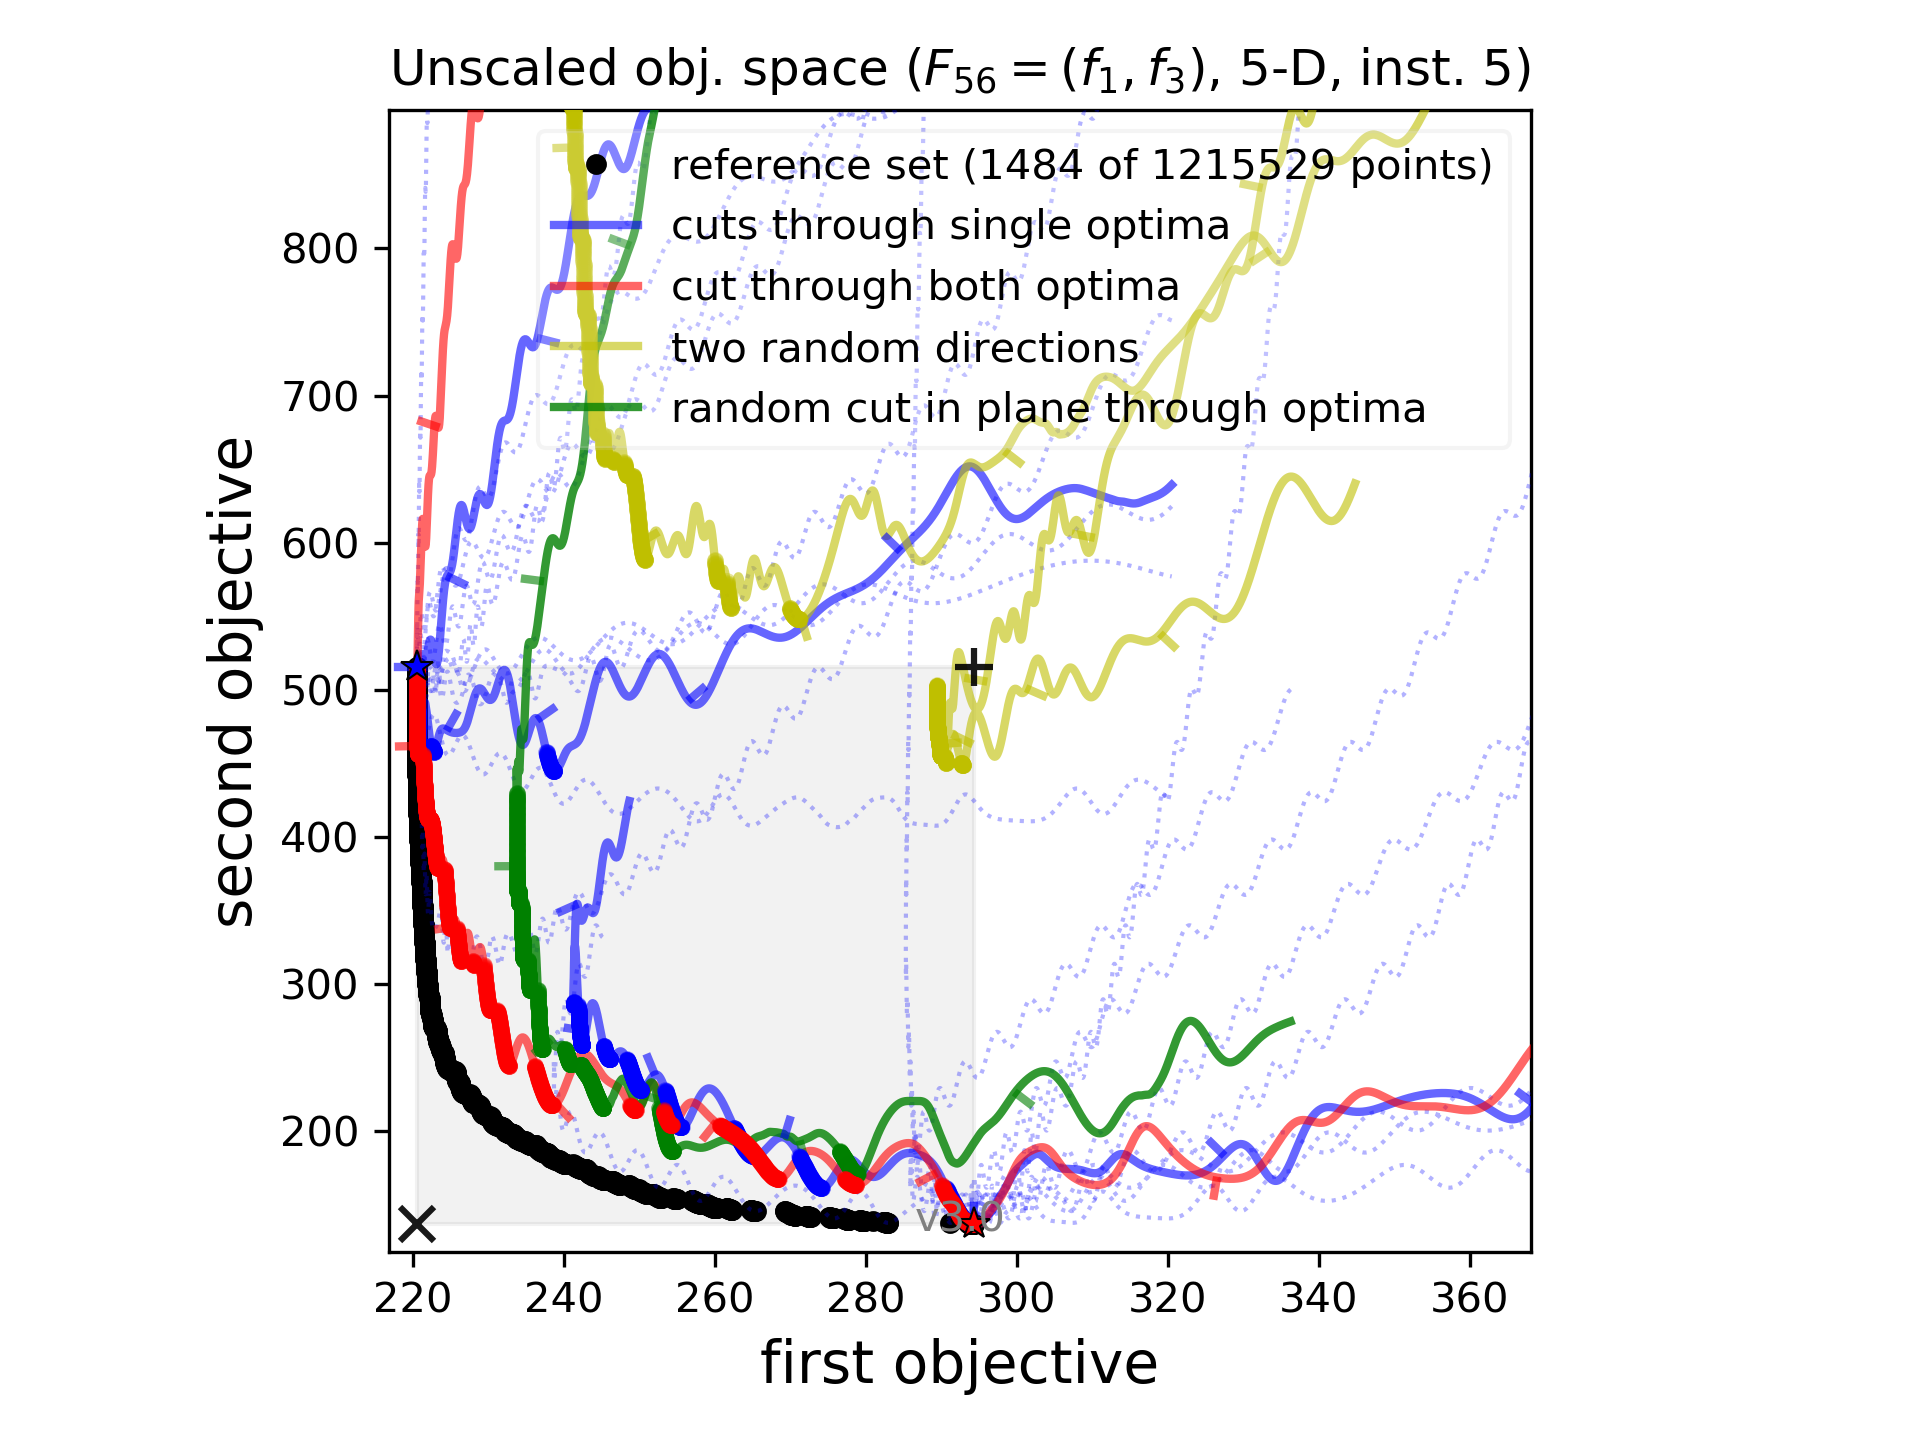 Unscaled obj. space (F₅₆ = (f₁, f₃), 5-D, inst. 5)
reference set (1484 of 1215529 points)
cuts through single optima
cut through both optima
two random directions
random cut in plane through optima
second objective
800
700
600
500
400
300
200
v3.0
220 240 260 280 300 320 340 360
first objective